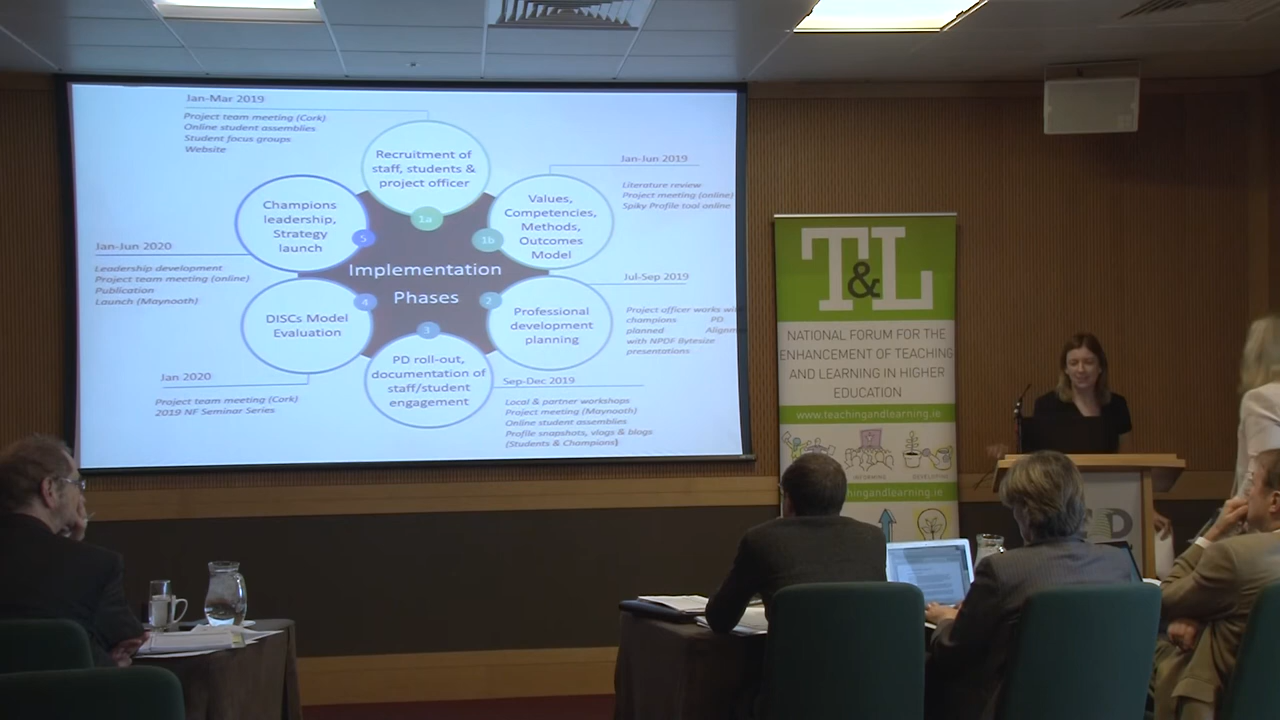 Jan-Mar 2019
Project team meeting (Cork)
Online student assemblies
Student focus groups
Website
Recruitment of
staff, students &
project officer
1a
Jan-Jun 2019
Literature review
Project meeting (online)
Spiky Profile tool online
Values,
Competencies,
Methods,
Outcomes
Model
1b
Champions
leadership,
Strategy
launch
5
Implementation
Phases
Jan-Jun 2020
Leadership development
Project team meeting (online)
Publication
Launch (Maynooth)
Jul-Sep 2019
Project officer works with
champions PD
planned
with NPDF Bytesize
presentations
Professional
development
planning
2
DISCs Model
Evaluation
4
3
PD roll-out,
documentation of
staff/student
engagement
Jan 2020
Project team meeting (Cork)
2019 NF Seminar Series
Sep-Dec 2019
Local & partner workshops
Project meeting (Maynooth)
Online student assemblies
Profile snapshots, vlogs & blogs
(Students & Champions)
T&L
NATIONAL FORUM FOR THE
ENHANCEMENT OF TEACHING
AND LEARNING IN HIGHER
EDUCATION
www.teachingandlearning.ie
INFORMING
hingandlearning.ie